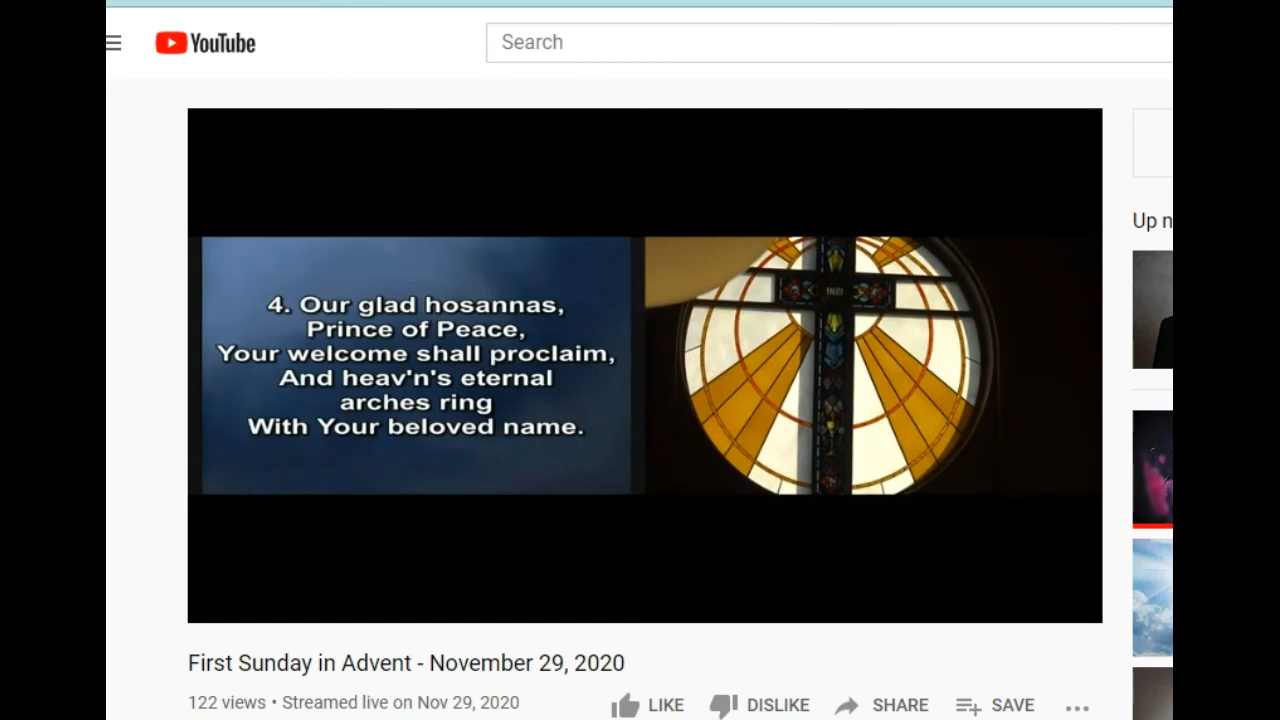 YouTube
Search
4. Our glad hosannas,
Prince of Peace,
Your welcome shall proclaim,
And heav'n's eternal
arches ring
With Your beloved name.
INRI
Up n
First Sunday in Advent - November 29, 2020
122 views • Streamed live on Nov 29, 2020
LIKE
DISLIKE
SHARE
SAVE